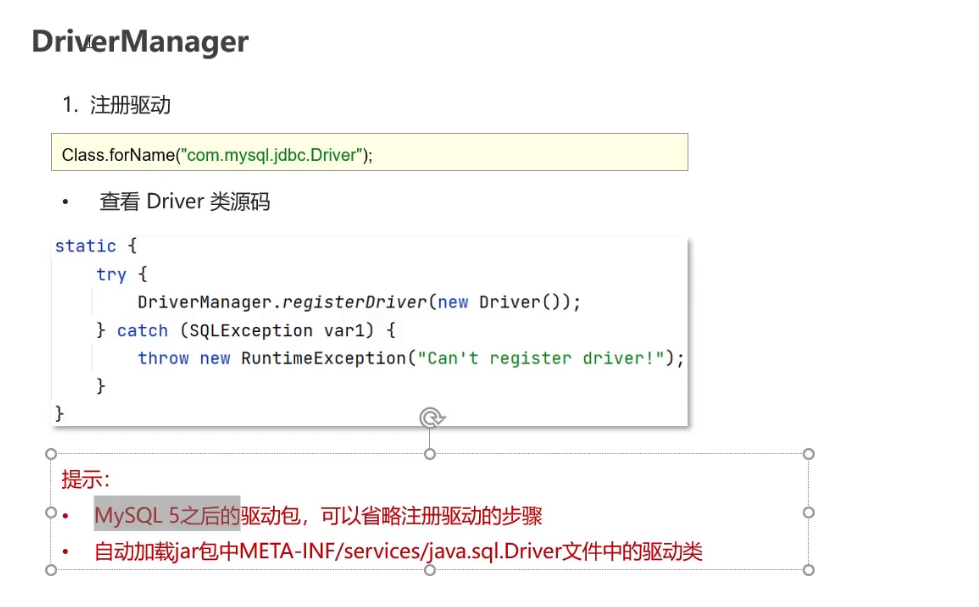 DriverManager
1. 注册驱动
Class.forName("com.mysql.jdbc.Driver");
• 查看 Driver 类源码
static {
    try {
        DriverManager.registerDriver(new Driver());
    } catch (SQLException var1) {
        throw new RuntimeException("Can't register driver!");
    }
}
提示：
• MySQL 5之后的驱动包，可以省略注册驱动的步骤
• 自动加载jar包中META-INF/services/java.sql.Driver文件中的驱动类